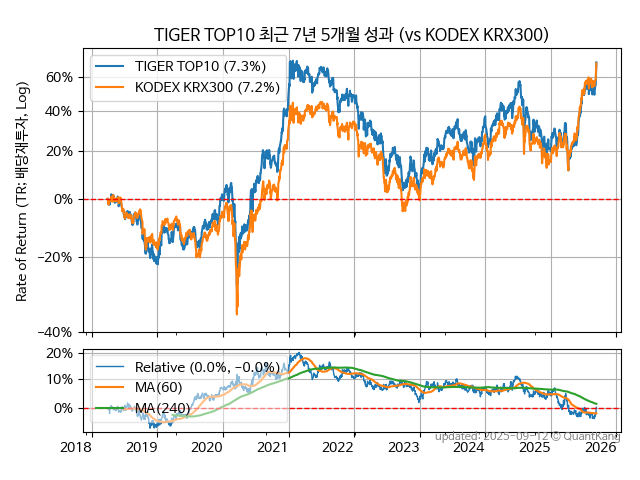 TIGER TOP10 최근 7년 5개월 성과 (vs KODEX KRX300)
Rate of Return (TR: 배당재투자, Log)
60%
40%
20%
0%
−20%
−40%
TIGER TOP10 (7.3%)
KODEX KRX300 (7.2%)
20%
10%
0%
Relative (0.0%, −0.0%)
MA(60)
MA(240)
2018 2019 2020 2021 2022 2023 2024 2025 2026
updated: 2025-09-12 © QuantKang